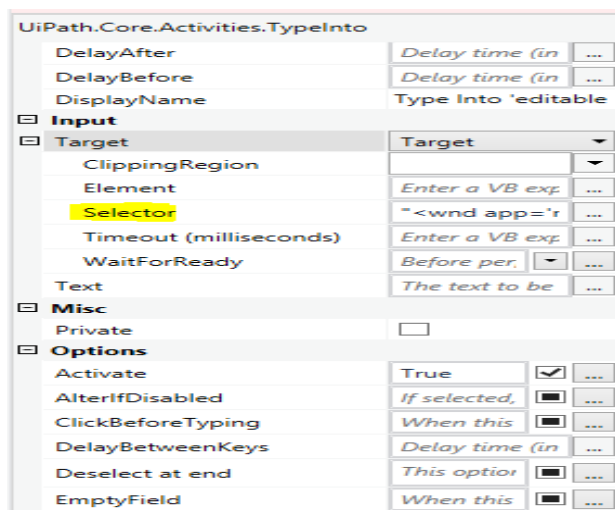 UiPath.Core.Activities.TypeInto
DelayAfter Delay time (in ...
DelayBefore Delay time (in ...
DisplayName Type Into 'editable
Input
Target Target
ClippingRegion
Element Enter a VB exp ...
Selector "<wnd app='r ...
Timeout (milliseconds) Enter a VB exp ...
WaitForReady Before per, ...
Text The text to be ...
Misc
Private
Options
Activate True ...
AlterIfDisabled If selected, ...
ClickBeforeTyping When this ...
DelayBetweenKeys Delay time (in ...
Deselect at end This option ...
EmptyField When this ...